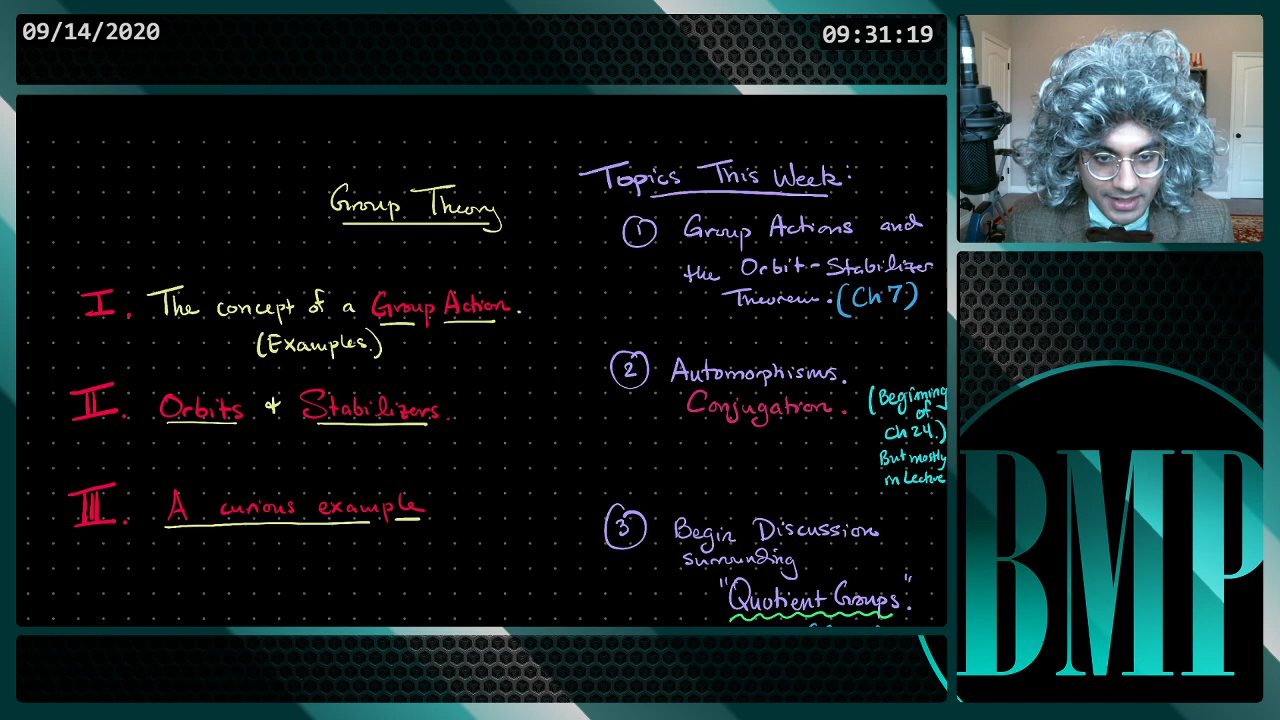 09/14/2020
09:31:19
Group Theory
I. The concept of a Group Action.
(Examples.)
II. Orbits & Stabilizers.
III. A curious example
Topics This Week:
① Group Actions and
the Orbit-Stabilizer
Theorem. (Ch 7.)
② Automorphisms.
Conjugation.
(Beginning
of
Ch 24.)
But mostly
in Lecture
③ Begin Discussion
surrounding
"Quotient Groups".
BMP